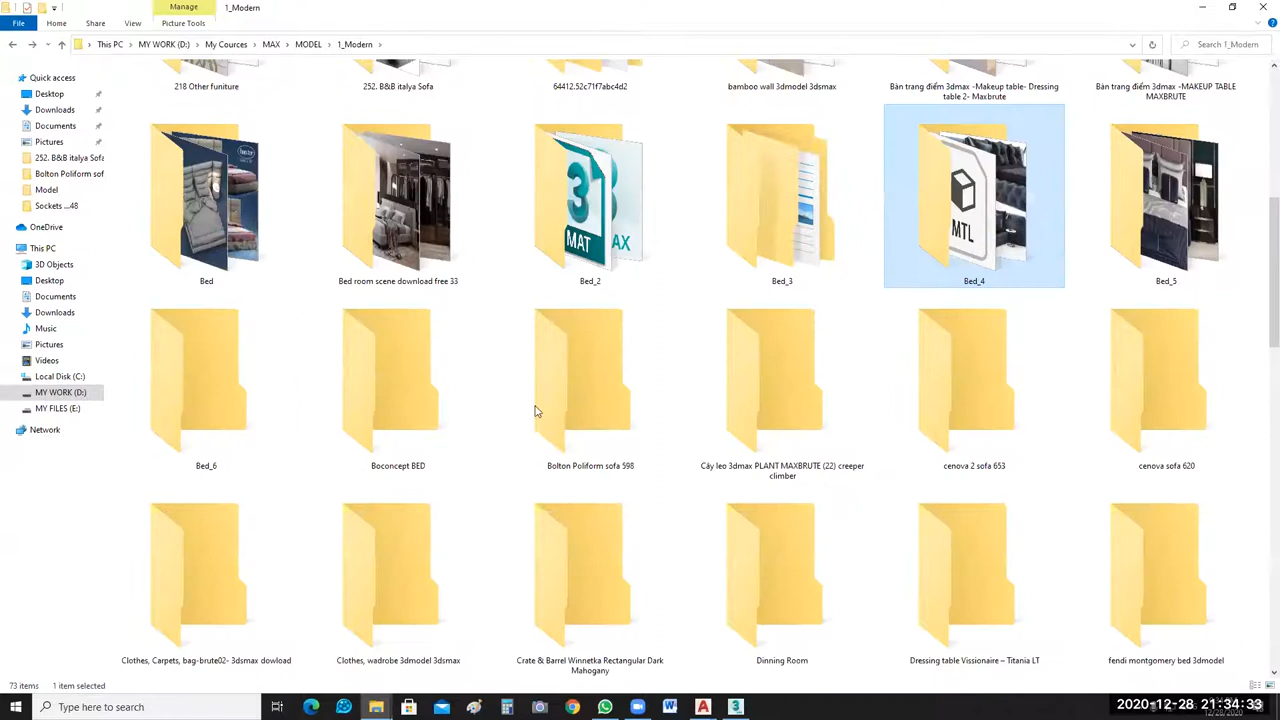 Manage
1_Modern
File
Home
Share
View
Picture Tools
This PC
MY WORK (D:)
My Cources
MAX
MODEL
1_Modern
Search 1_Modern
Quick access
Desktop
Downloads
Documents
Pictures
252. B&B italya Sofa
Bolton Poliform sof
Model
Sockets ...48
OneDrive
This PC
3D Objects
Desktop
Documents
Downloads
Music
Pictures
Videos
Local Disk (C:)
MY WORK (D:)
MY FILES (E:)
Network
218 Other funiture
252. B&B italya Sofa
64412.52c71f7abc4d2
bamboo wall 3dmodel 3dsmax
Bàn trang điểm 3dmax -Makeup table- Dressing
table 2- Maxbrute
Bàn trang điểm 3dmax -MAKEUP TABLE
MAXBRUTE
MAT
AX
MTL
Bed
Bed room scene download free 33
Bed_2
Bed_3
Bed_4
Bed_5
Bed_6
Boconcept BED
Bolton Poliform sofa 598
Cây leo 3dmax PLANT MAXBRUTE (22) creeper
climber
cenova 2 sofa 653
cenova sofa 620
Clothes, Carpets, bag-brute02- 3dsmax dowload
Clothes, wadrobe 3dmodel 3dsmax
Crate & Barrel Winnetka Rectangular Dark
Mahogany
Dinning Room
Dressing table Vissionaire – Titania LT
fendi montgomery bed 3dmodel
73 items
1 item selected
Type here to search
2020-12-28 21:34:33